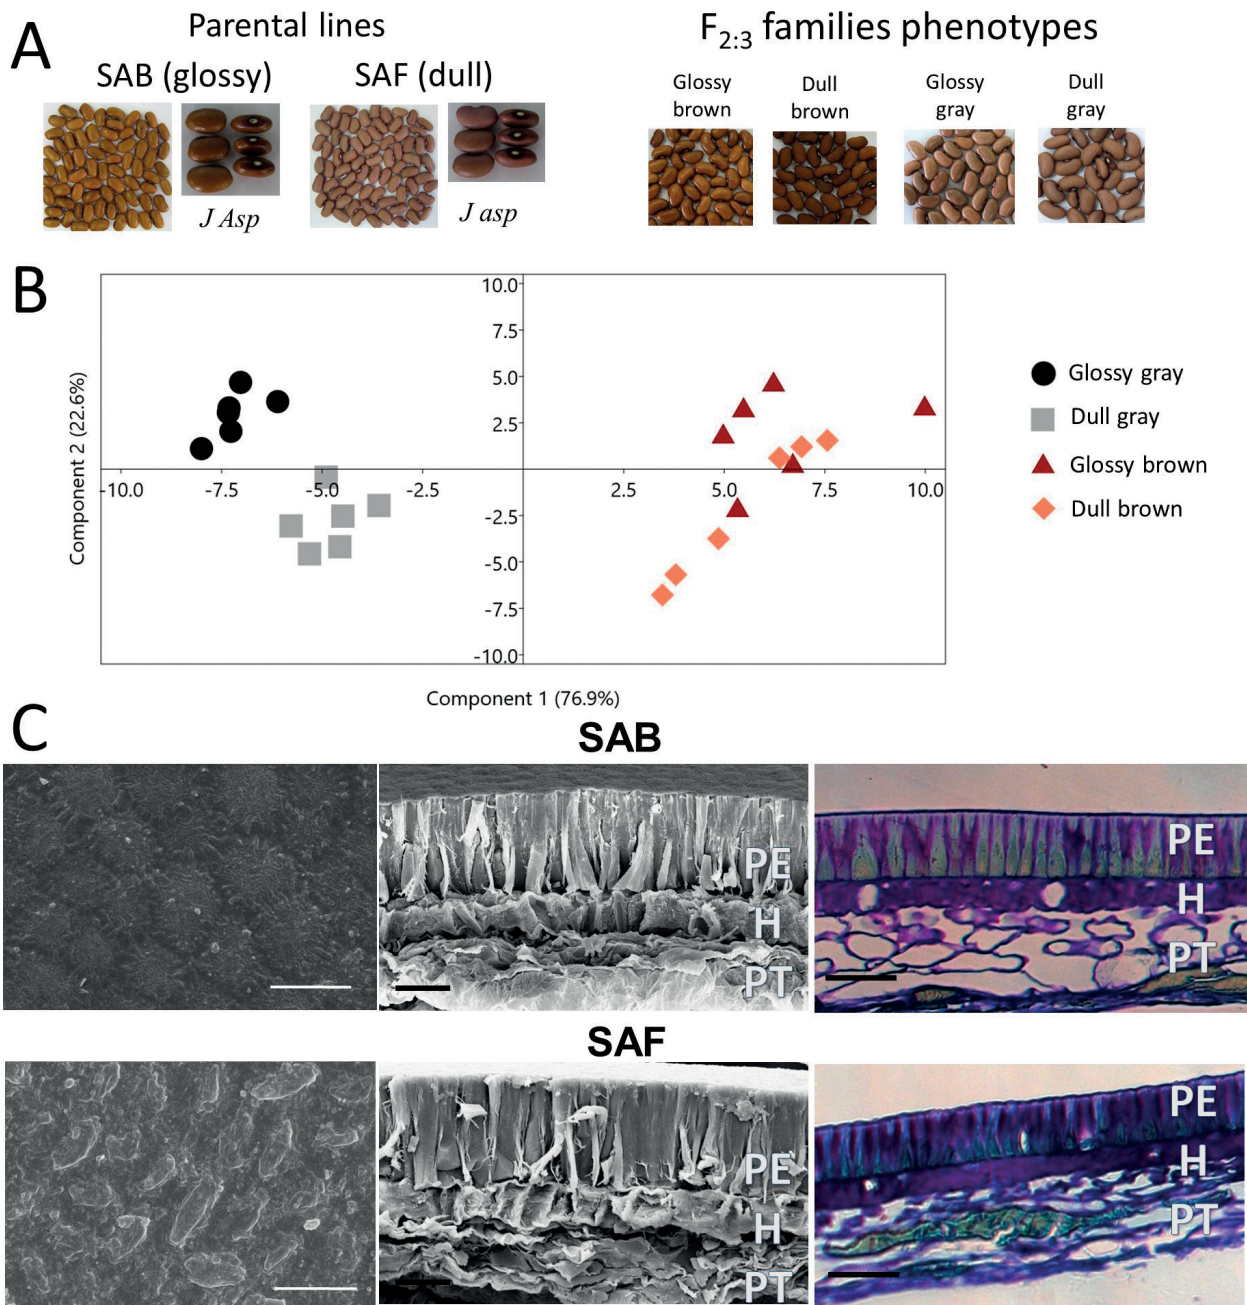 A
Parental lines
SAB (glossy)
SAF (dull)
J Asp
J asp
F2:3 families phenotypes
Glossy brown
Dull brown
Glossy gray
Dull gray
B
Component 2 (22.6%)
10.0
7.5
5.0
2.5
-10.0
-7.5
-5.0
-2.5
2.5
5.0
7.5
10.0
-2.5
-5.0
-7.5
-10.0
Component 1 (76.9%)
Glossy gray
Dull gray
Glossy brown
Dull brown
C
SAB
PE
H
PT
PE
H
PT
SAF
PE
H
PT
PE
H
PT